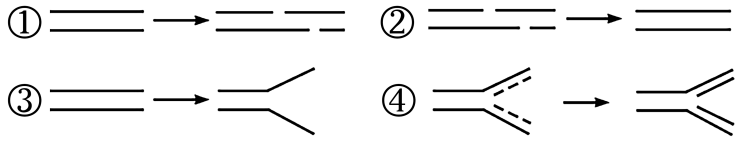 ① ②
③ ④